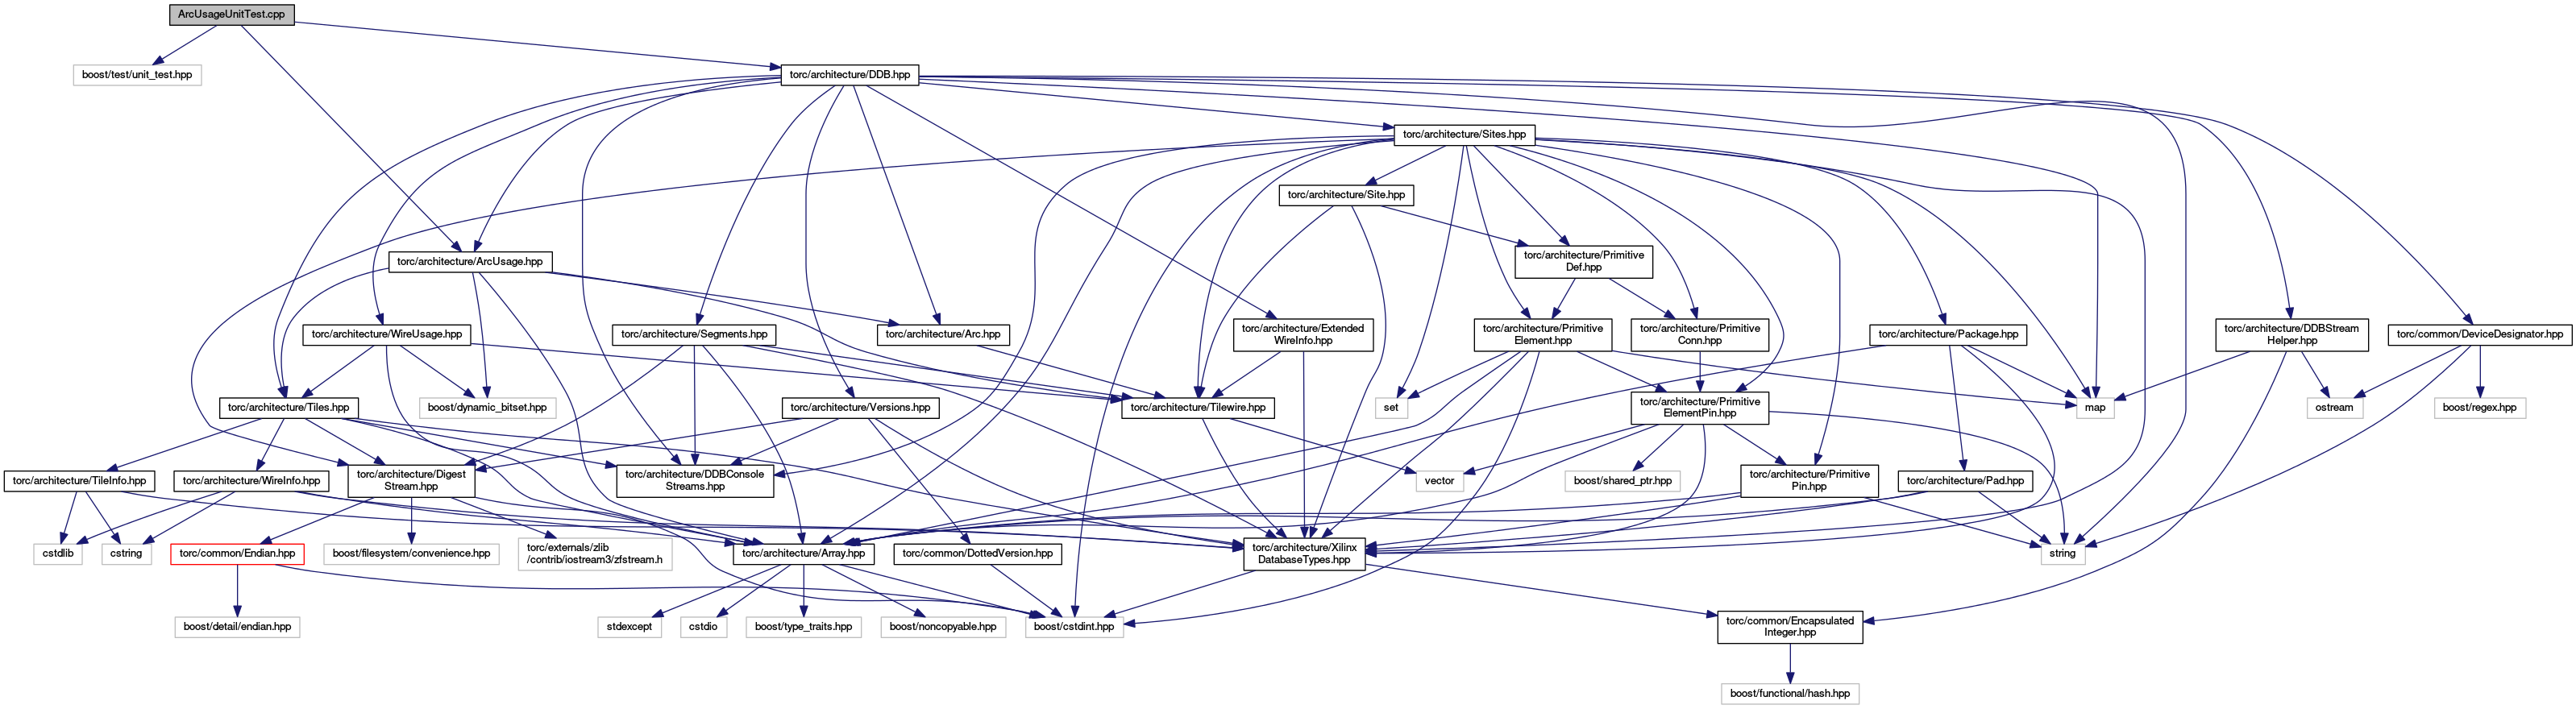 ArcUsageUnitTest.cpp
boost/test/unit_test.hpp
torc/architecture/DDB.hpp
torc/architecture/Sites.hpp
torc/architecture/Site.hpp
torc/architecture/ArcUsage.hpp
torc/architecture/Primitive
Def.hpp
torc/architecture/WireUsage.hpp
torc/architecture/Segments.hpp
torc/architecture/Arc.hpp
torc/architecture/Extended
WireInfo.hpp
torc/architecture/Primitive
Element.hpp
torc/architecture/Primitive
Conn.hpp
torc/architecture/Package.hpp
torc/architecture/DDBStream
Helper.hpp
torc/common/DeviceDesignator.hpp
torc/architecture/Tiles.hpp
boost/dynamic_bitset.hpp
torc/architecture/Versions.hpp
torc/architecture/Tilewire.hpp
set
torc/architecture/Primitive
ElementPin.hpp
map
ostream
boost/regex.hpp
torc/architecture/TileInfo.hpp
torc/architecture/WireInfo.hpp
torc/architecture/Digest
Stream.hpp
torc/architecture/DDBConsole
Streams.hpp
vector
boost/shared_ptr.hpp
torc/architecture/Primitive
Pin.hpp
torc/architecture/Pad.hpp
cstdlib
cstring
torc/common/Endian.hpp
boost/filesystem/convenience.hpp
torc/externals/zlib
/contrib/iostream3/zfstream.h
torc/architecture/Array.hpp
torc/common/DottedVersion.hpp
torc/architecture/Xilinx
DatabaseTypes.hpp
string
boost/detail/endian.hpp
stdexcept
cstdio
boost/type_traits.hpp
boost/noncopyable.hpp
boost/cstdint.hpp
torc/common/Encapsulated
Integer.hpp
boost/functional/hash.hpp